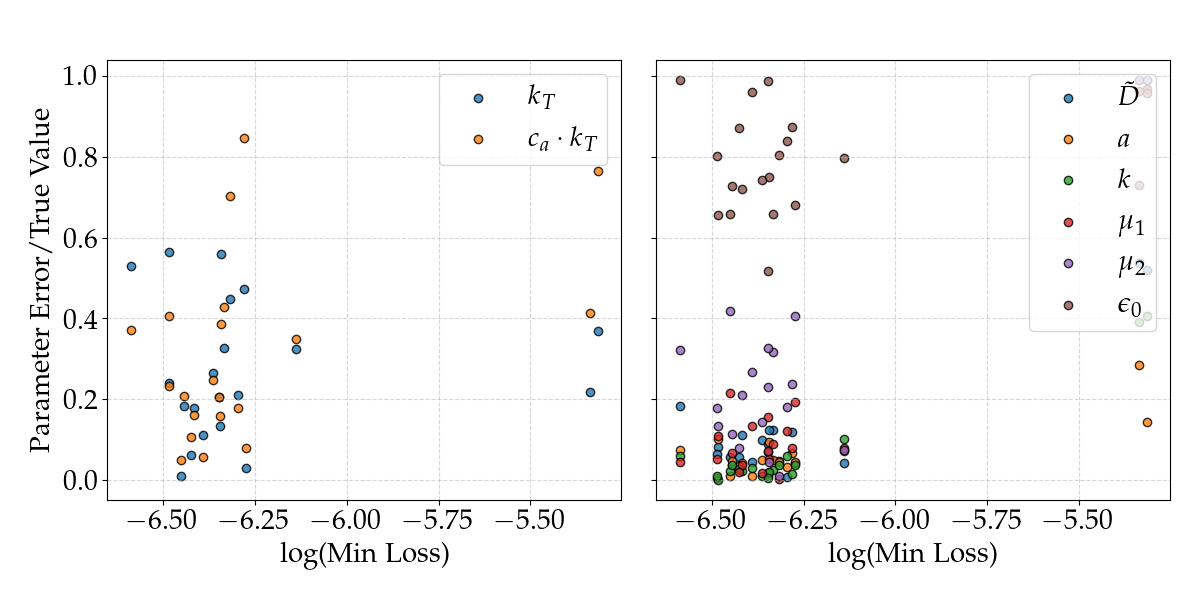 Parameter Error/True Value
1.0
0.8
0.6
0.4
0.2
0.0
k_T
c_a · k_T
−6.50 −6.25 −6.00 −5.75 −5.50
log(Min Loss)
D̃
a
k
μ_1
μ_2
ϵ_0
−6.50 −6.25 −6.00 −5.75 −5.50
log(Min Loss)